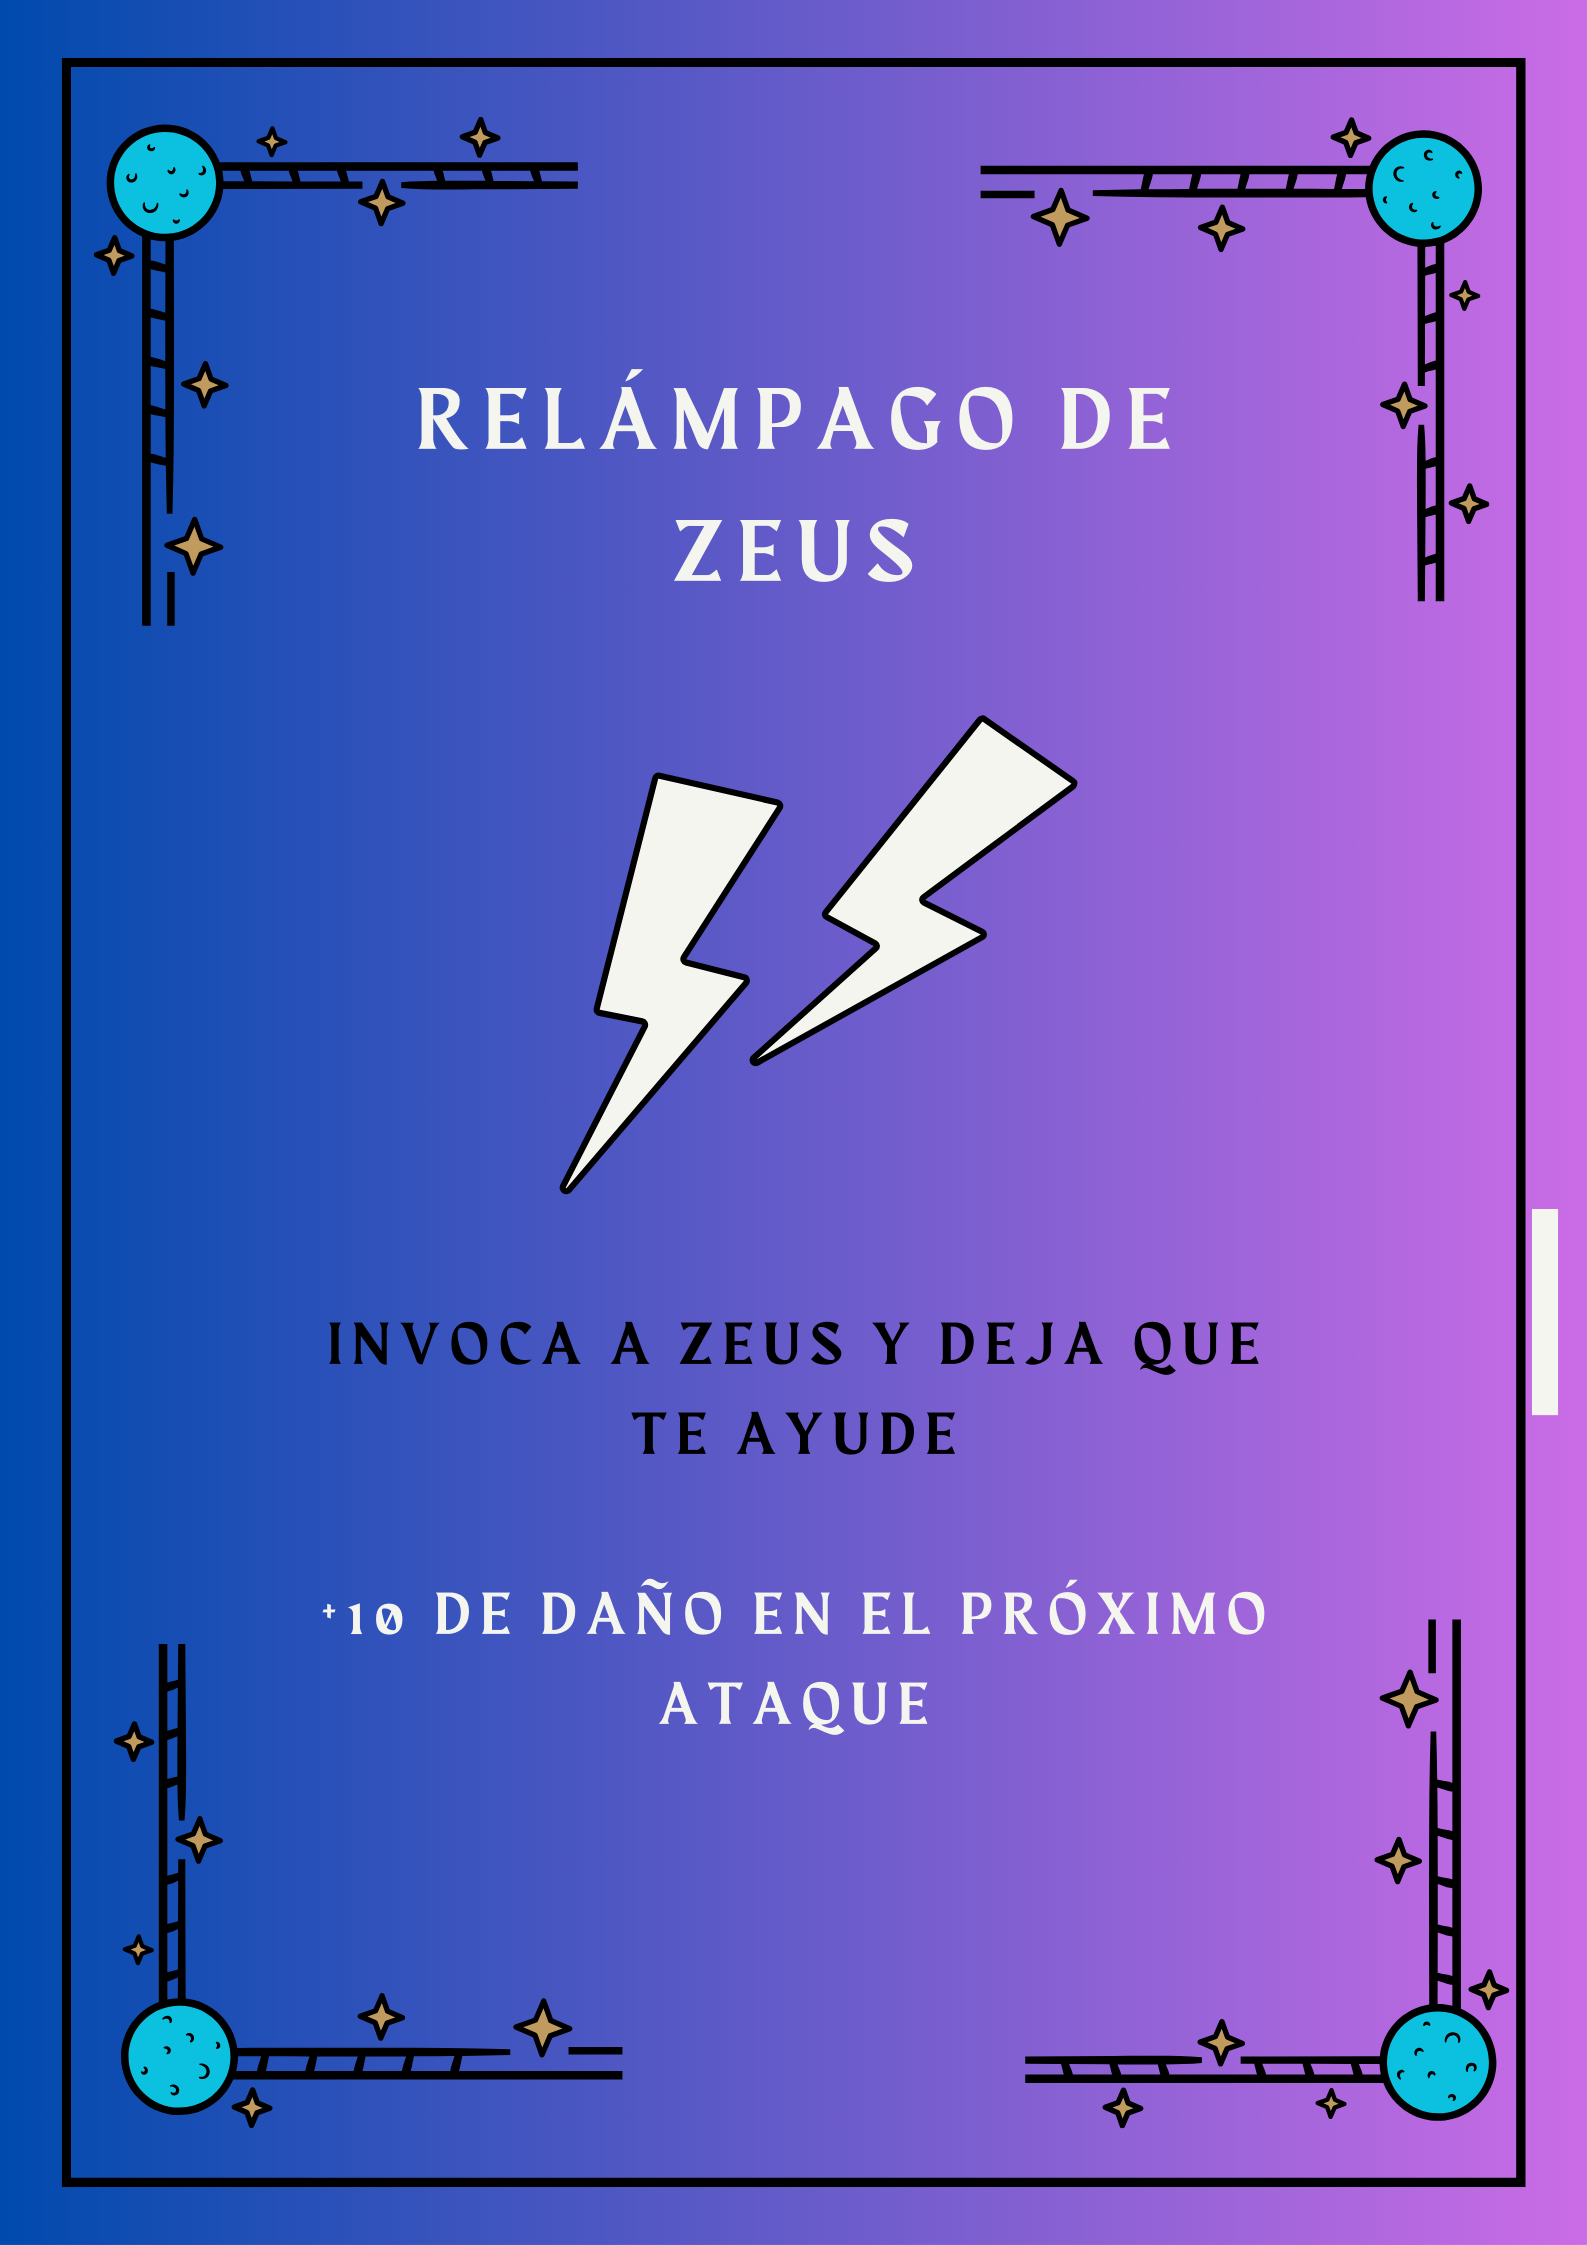 RELÁMPAGO DE
ZEUS
INVOCA A ZEUS Y DEJA QUE
TE AYUDE
+10 DE DAÑO EN EL PRÓXIMO
ATAQUE